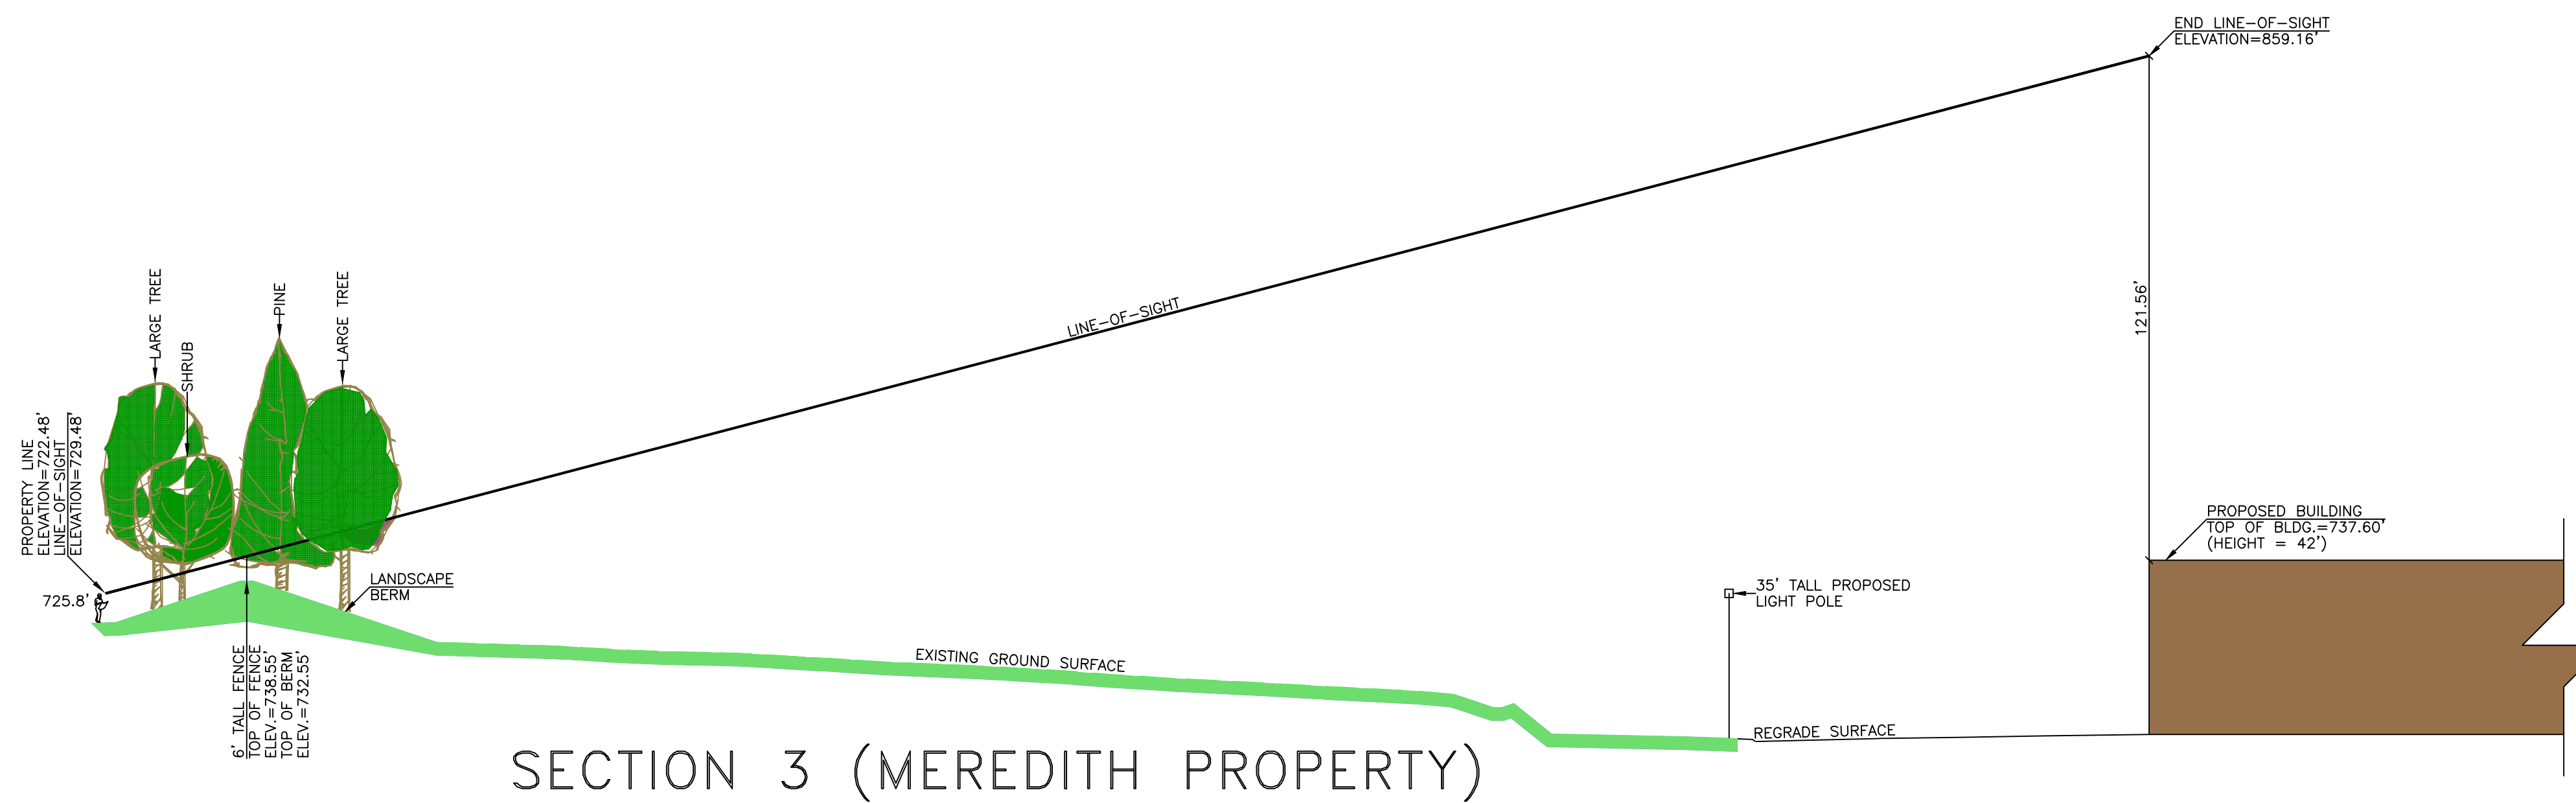 END LINE-OF-SIGHT
ELEVATION=859.16'
LINE-OF-SIGHT
121.56'
LARGE TREE
SHRUB
PINE
LARGE TREE
PROPERTY LINE
ELEVATION=722.48'
LINE-OF-SIGHT
ELEVATION=729.48'
725.8'
LANDSCAPE
BERM
6' TALL FENCE
TOP OF FENCE
ELEV.=738.55'
TOP OF BERM
ELEV.=732.55'
EXISTING GROUND SURFACE
35' TALL PROPOSED
LIGHT POLE
REGRADE SURFACE
PROPOSED BUILDING
TOP OF BLDG.=737.60'
(HEIGHT = 42')
SECTION 3 (MEREDITH PROPERTY)